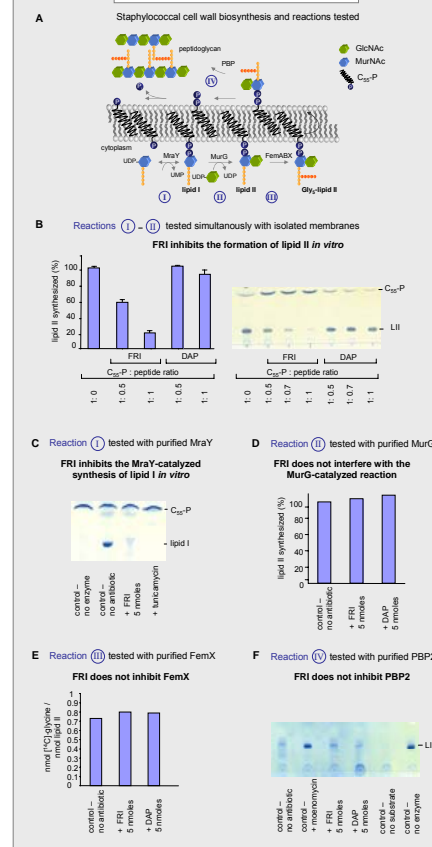 A
Staphylococcal cell wall biosynthesis and reactions tested
peptidoglycan
PBP
IV
GlcNAc
MurNAc
C₅₅-P
P
cytoplasm
UDP
MraY
UMP
lipid I
MurG
UDP
UDP
lipid II
FemABX
Gly₅-lipid II
I
II
III
B
Reactions I – II tested simultanously with isolated membranes
FRI inhibits the formation of lipid II in vitro
lipid II synthesized (%)
100
80
60
40
20
FRI
DAP
C₅₅-P : peptide ratio
1: 0
1: 0.5
1: 1
1: 0.5
1: 1
C₅₅-P
LII
FRI
DAP
C₅₅-P : peptide ratio
1: 0
1: 0.5
1: 0.7
1: 1
1: 0.5
1: 0.7
1: 1
C
Reaction I tested with purified MraY
FRI inhibits the MraY-catalyzed
synthesis of lipid I in vitro
C₅₅-P
lipid I
control –
no enzyme
control –
no antibiotic
+ FRI
5 nmoles
+ tunicamycin
D
Reaction II tested with purified MurG
FRI does not interfere with the
MurG-catalyzed reaction
lipid II synthesized (%)
100
80
60
40
20
0
control –
no antibiotic
+ FRI
5 nmoles
+ DAP
5 nmoles
E
Reaction III tested with purified FemX
FRI does not inhibit FemX
nmol [¹⁴C]-glycine /
nmol lipid II
1
0.9
0.8
0.7
0.6
0.5
0.4
0.3
0.2
0.1
0
control –
no antibiotic
+ FRI
5 nmoles
+ DAP
5 nmoles
F
Reaction IV tested with purified PBP2
FRI does not inhibit PBP2
control –
no antibiotic
control –
+ moenomycin
+ FRI
5 nmoles
+ DAP
5 nmoles
control –
no substrate
control –
no enzyme